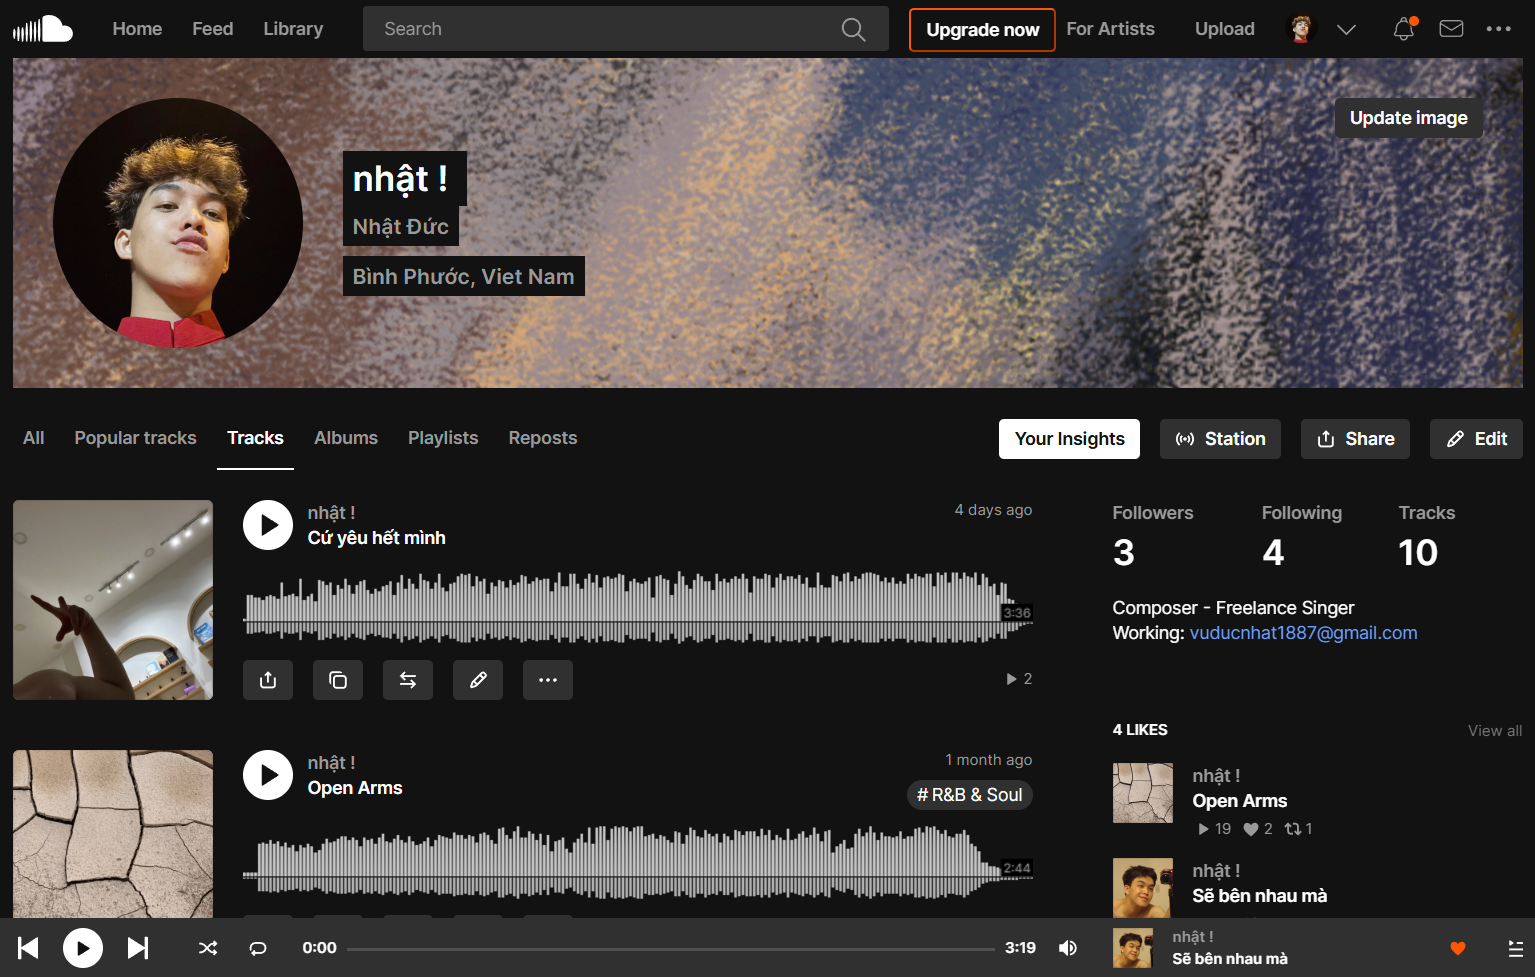 Home Feed Library Search Upgrade now For Artists Upload
Update image
nhật !
Nhật Đức
Bình Phước, Viet Nam
All Popular tracks Tracks Albums Playlists Reposts Your Insights Station Share Edit
nhật !
Cứ yêu hết mình
4 days ago
3:36
2
nhật !
Open Arms
1 month ago
# R&B & Soul
2:44
Followers Following Tracks
3 4 10
Composer - Freelance Singer
Working: vuducnhat1887@gmail.com
4 LIKES View all
nhật !
Open Arms
19 2 1
nhật !
Sẽ bên nhau mà
0:00 3:19
nhật !
Sẽ bên nhau mà